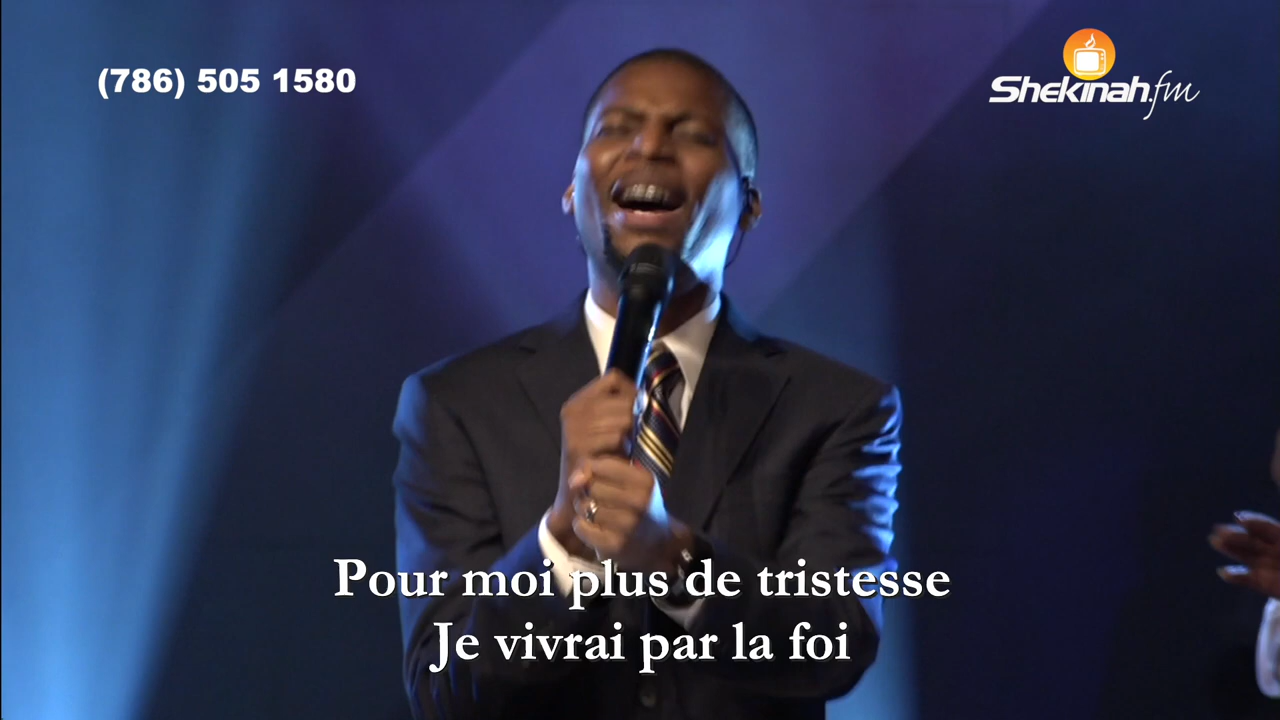 (786) 505 1580
Shekinah.fm
Pour moi plus de tristesse
Je vivrai par la foi